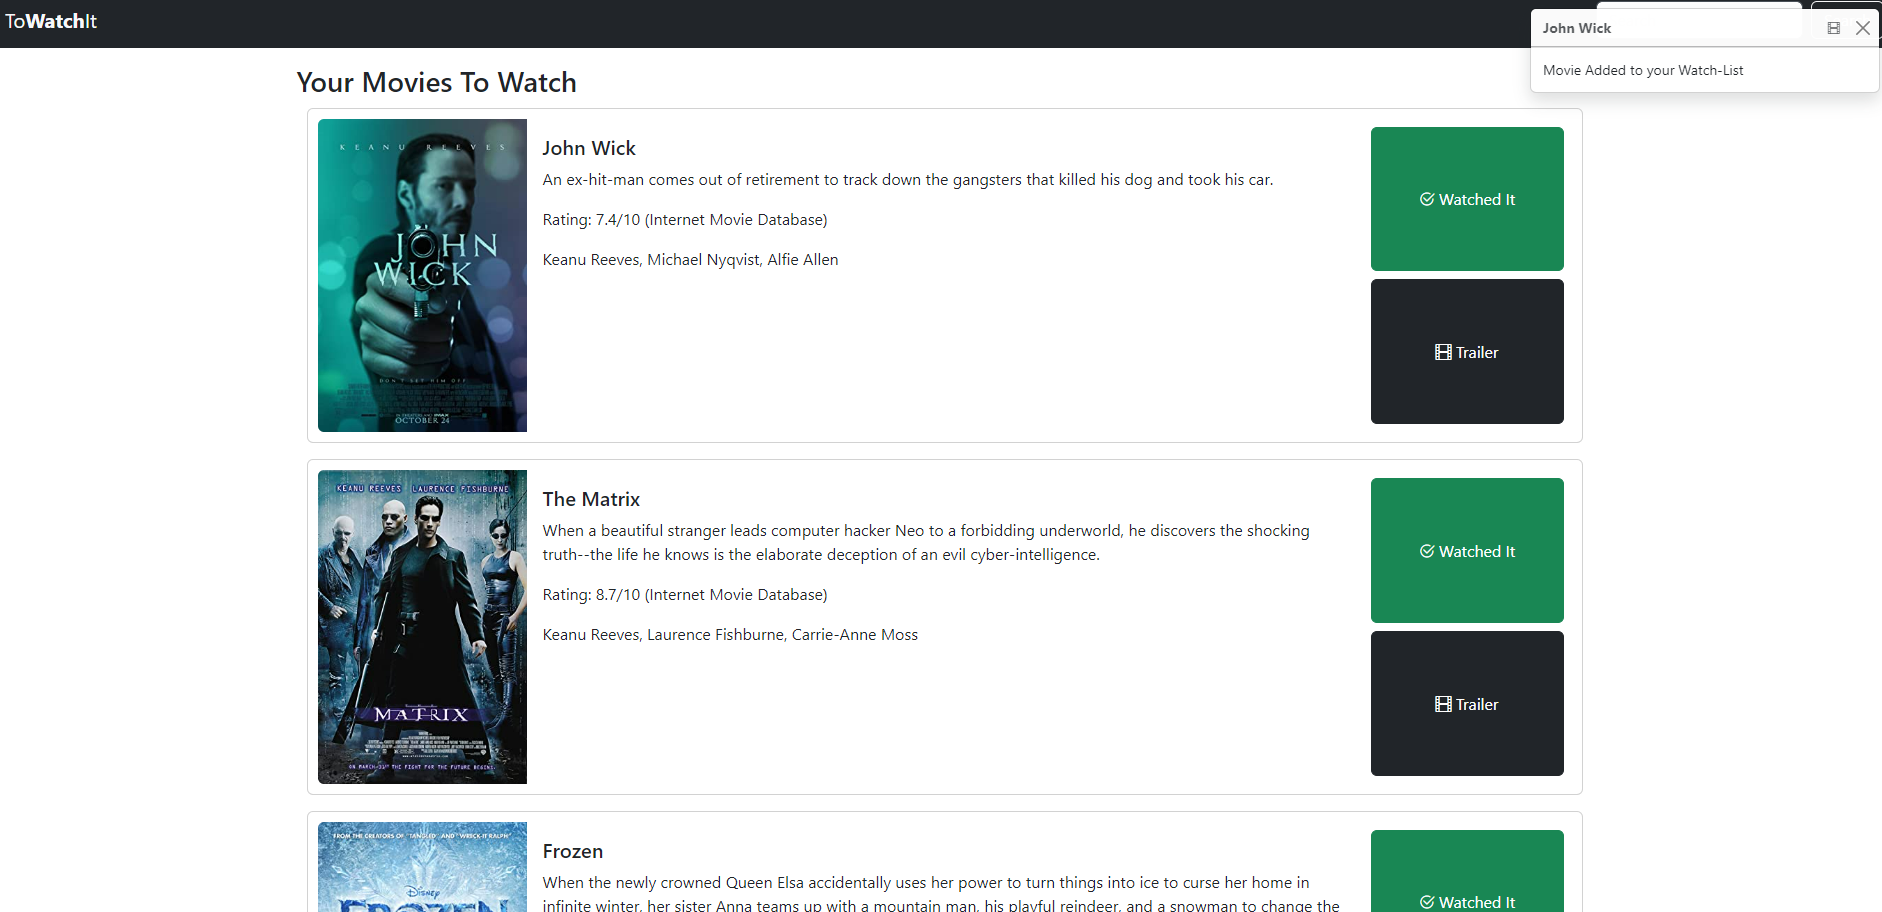 ToWatchIt
John Wick
Movie Added to your Watch-List
Your Movies To Watch
KEANU REEVES
JOHN
WICK
DON'T SET HIM OFF
OCTOBER 24
John Wick
An ex-hit-man comes out of retirement to track down the gangsters that killed his dog and took his car.
Rating: 7.4/10 (Internet Movie Database)
Keanu Reeves, Michael Nyqvist, Alfie Allen
Watched It
Trailer
KEANU REEVES LAURENCE FISHBURNE
THE
MATRIX
ON MARCH 31ST THE FIGHT FOR THE FUTURE BEGINS.
The Matrix
When a beautiful stranger leads computer hacker Neo to a forbidding underworld, he discovers the shocking
truth--the life he knows is the elaborate deception of an evil cyber-intelligence.
Rating: 8.7/10 (Internet Movie Database)
Keanu Reeves, Laurence Fishburne, Carrie-Anne Moss
Watched It
Trailer
FROM THE CREATORS OF "TANGLED" AND "WRECK-IT RALPH"
DISNEY
FROZEN
Frozen
When the newly crowned Queen Elsa accidentally uses her power to turn things into ice to curse her home in
infinite winter, her sister Anna teams up with a mountain man, his playful reindeer, and a snowman to change the
Watched It